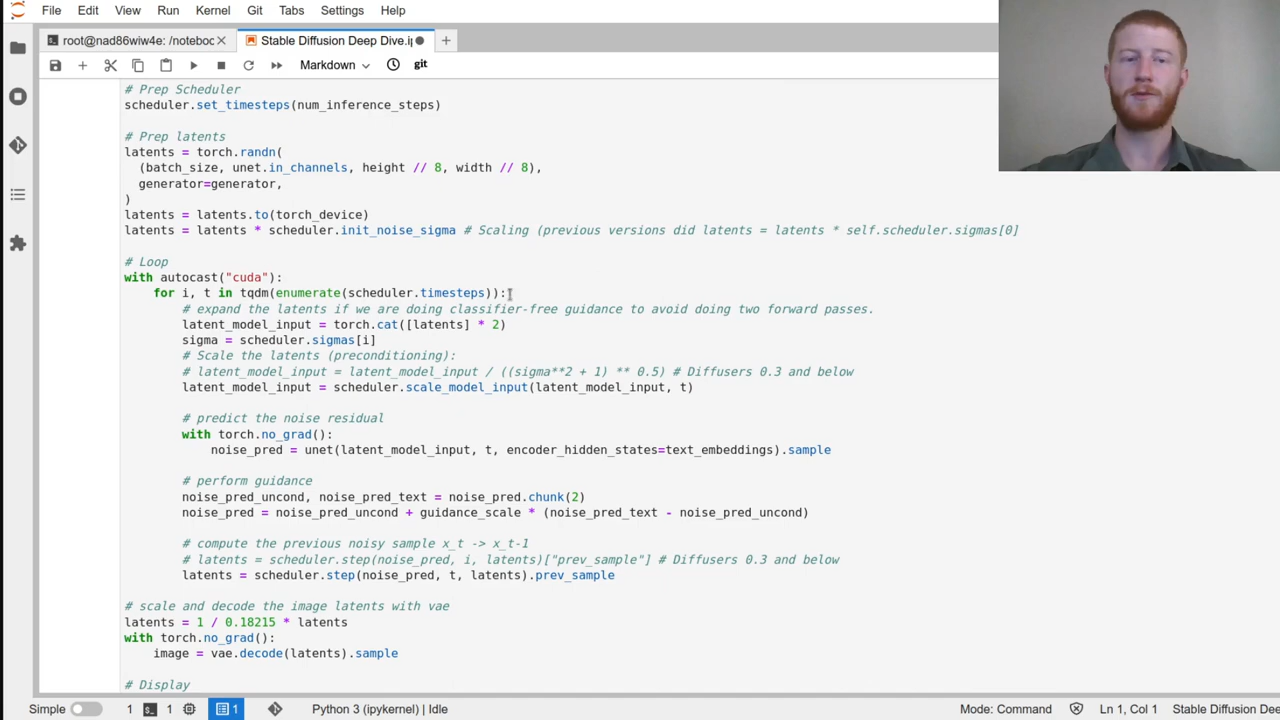 File Edit View Run Kernel Git Tabs Settings Help
root@nad86wiw4e: /noteboo × Stable Diffusion Deep Dive.i
Markdown git
# Prep Scheduler
scheduler.set_timesteps(num_inference_steps)
# Prep latents
latents = torch.randn(
(batch_size, unet.in_channels, height // 8, width // 8),
generator=generator,
)
latents = latents.to(torch_device)
latents = latents * scheduler.init_noise_sigma # Scaling (previous versions did latents = latents * self.scheduler.sigmas[0]
# Loop
with autocast("cuda"):
for i, t in tqdm(enumerate(scheduler.timesteps)):
# expand the latents if we are doing classifier-free guidance to avoid doing two forward passes.
latent_model_input = torch.cat([latents] * 2)
sigma = scheduler.sigmas[i]
# Scale the latents (preconditioning):
# latent_model_input = latent_model_input / ((sigma**2 + 1) ** 0.5) # Diffusers 0.3 and below
latent_model_input = scheduler.scale_model_input(latent_model_input, t)
# predict the noise residual
with torch.no_grad():
noise_pred = unet(latent_model_input, t, encoder_hidden_states=text_embeddings).sample
# perform guidance
noise_pred_uncond, noise_pred_text = noise_pred.chunk(2)
noise_pred = noise_pred_uncond + guidance_scale * (noise_pred_text - noise_pred_uncond)
# compute the previous noisy sample x_t -> x_t-1
# latents = scheduler.step(noise_pred, i, latents)["prev_sample"] # Diffusers 0.3 and below
latents = scheduler.step(noise_pred, t, latents).prev_sample
# scale and decode the image latents with vae
latents = 1 / 0.18215 * latents
with torch.no_grad():
image = vae.decode(latents).sample
# Display
Simple 1 1 1 Python 3 (ipykernel) | Idle Mode: Command Ln 1, Col 1 Stable Diffusion Dee